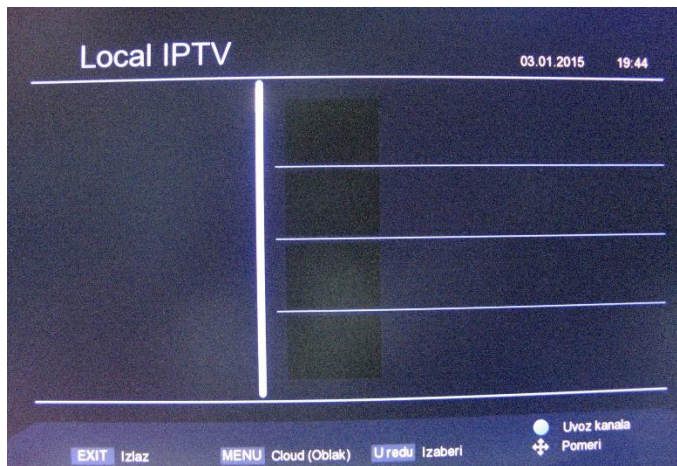 Local IPTV
03.01.2015 19:44
Uvoz kanala
EXIT Izlaz MENU Cloud (Oblak) U redu Izaberi Pomeri